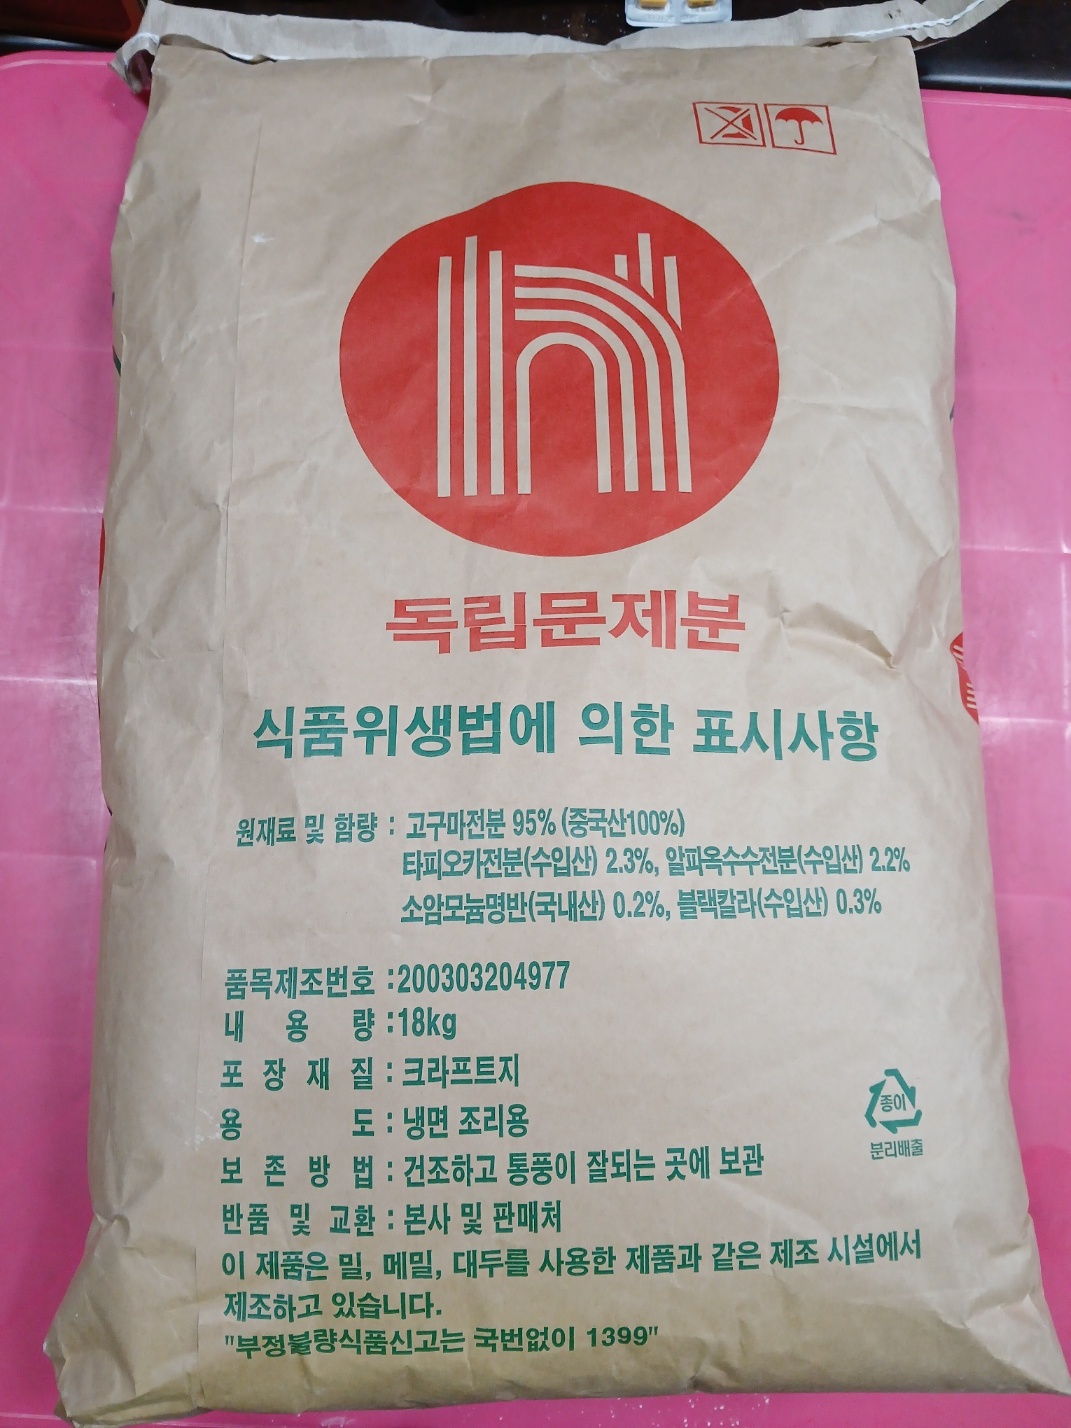 독립문제분
식품위생법에 의한 표시사항
원재료 및 함량 : 고구마전분 95% (중국산100%)
타피오카전분(수입산) 2.3%, 알파옥수수전분(수입산) 2.2%
소암모늄명반(국내산) 0.2%, 블랙칼라(수입산) 0.3%
품목제조번호 :200303204977
내 용 량 :18kg
포 장 재 질 : 크라프트지
용 도 : 냉면 조리용
보 존 방 법 : 건조하고 통풍이 잘되는 곳에 보관
반품 및 교환 : 본사 및 판매처
이 제품은 밀, 메밀, 대두를 사용한 제품과 같은 제조 시설에서
제조하고 있습니다.
"부정불량식품신고는 국번없이 1399"
종이
분리배출